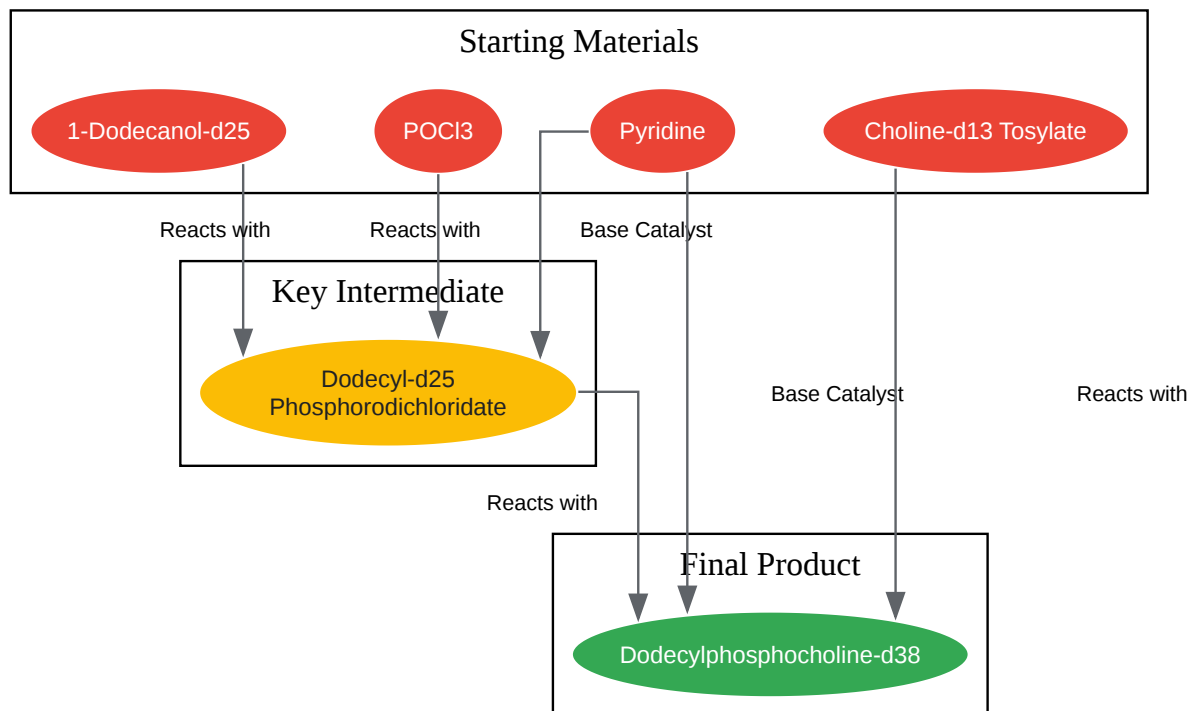 Starting Materials
1-Dodecanol-d25
POCl3
Pyridine
Choline-d13 Tosylate
Reacts with
Reacts with
Base Catalyst
Key Intermediate
Dodecyl-d25
Phosphorodichloridate
Base Catalyst
Reacts with
Reacts with
Final Product
Dodecylphosphocholine-d38